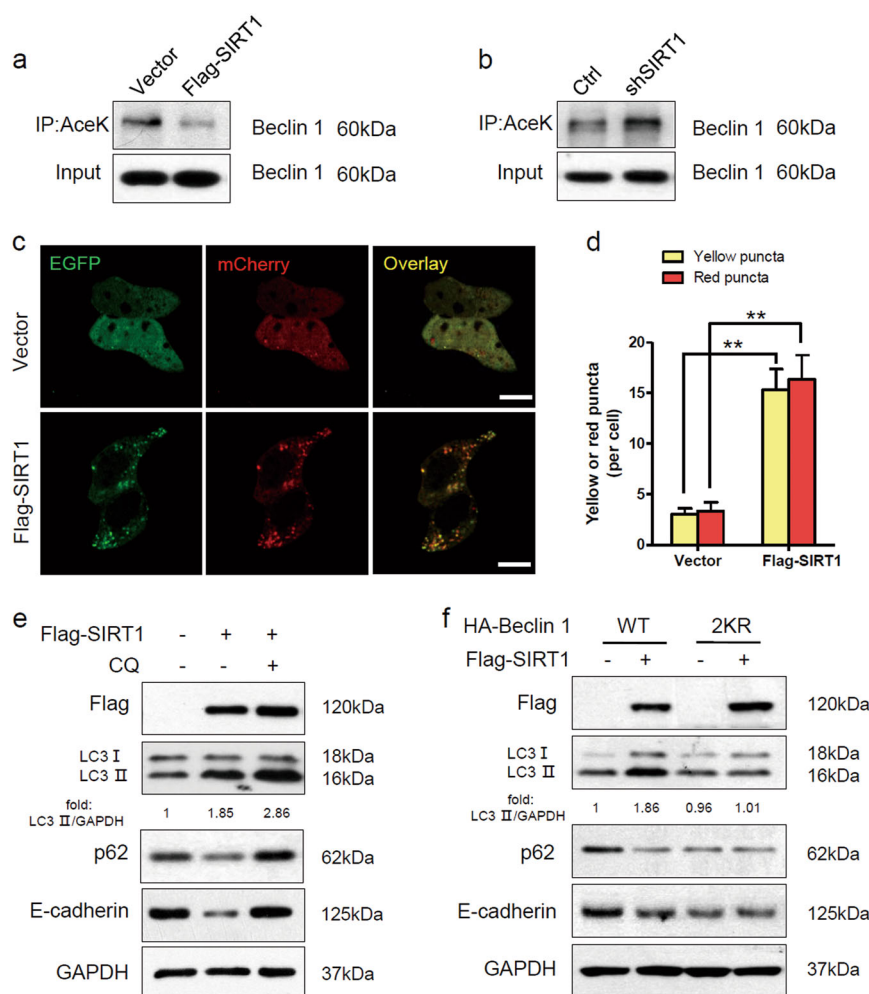 a
Vector
Flag-SIRT1
IP:AceK
Beclin 1 60kDa
Input
Beclin 1 60kDa
b
Ctrl
shSIRT1
IP:AceK
Beclin 1 60kDa
Input
Beclin 1 60kDa
c
EGFP
mCherry
Overlay
Vector
Flag-SIRT1
d
Yellow puncta
Red puncta
** **
Yellow or red puncta
(per cell)
20
15
10
5
0
Vector Flag-SIRT1
e
Flag-SIRT1 - + +
CQ - - +
Flag 120kDa
LC3 I 18kDa
LC3 II 16kDa
fold:
LC3 II/GAPDH 1 1.85 2.86
p62 62kDa
E-cadherin 125kDa
GAPDH 37kDa
f
HA-Beclin 1 WT 2KR
Flag-SIRT1 - + - +
Flag 120kDa
LC3 I 18kDa
LC3 II 16kDa
fold:
LC3 II/GAPDH 1 1.86 0.96 1.01
p62 62kDa
E-cadherin 125kDa
GAPDH 37kDa